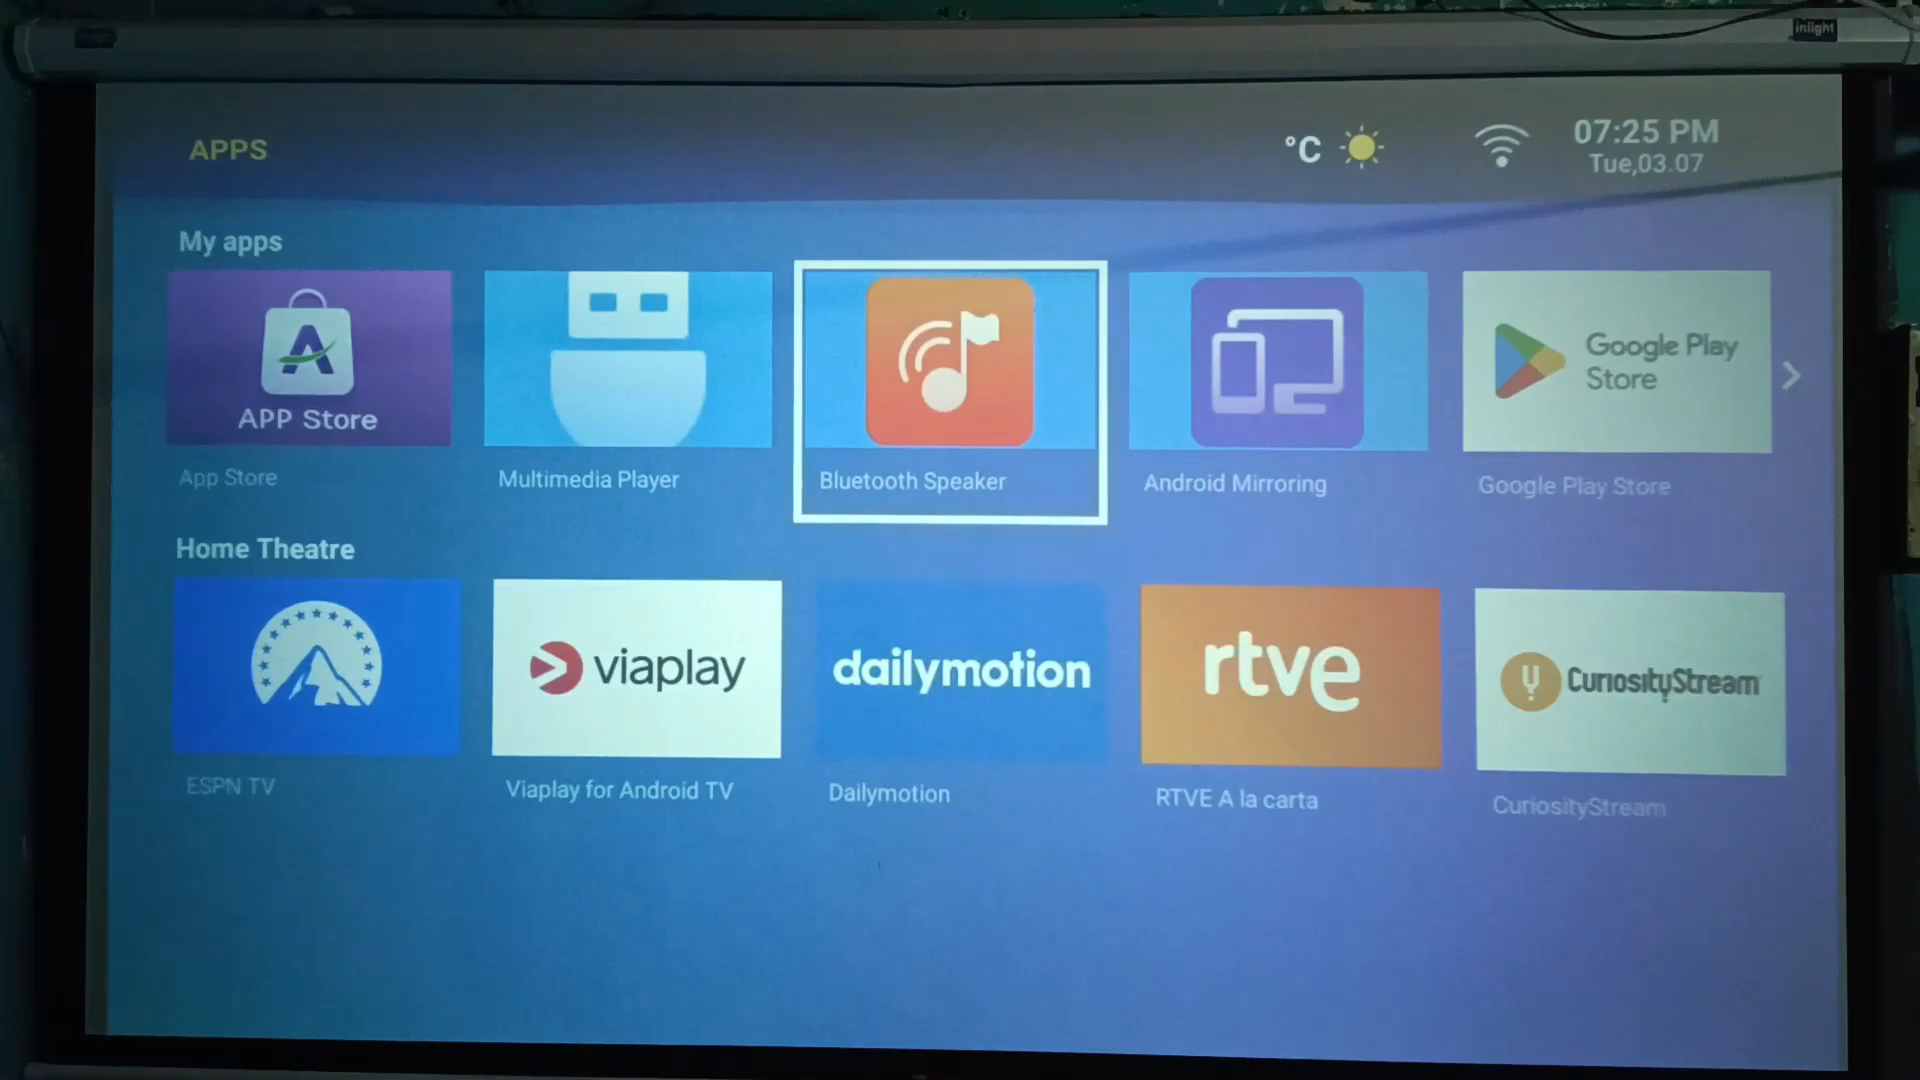 inlight
APPS
°C
07:25 PM
Tue,03.07
My apps
APP Store
Google Play
Store
App Store
Multimedia Player
Bluetooth Speaker
Android Mirroring
Google Play Store
Home Theatre
viaplay
dailymotion
rtve
CURIOSITYSTREAM
ESPN TV
Viaplay for Android TV
Dailymotion
RTVE A la carta
CuriosityStream